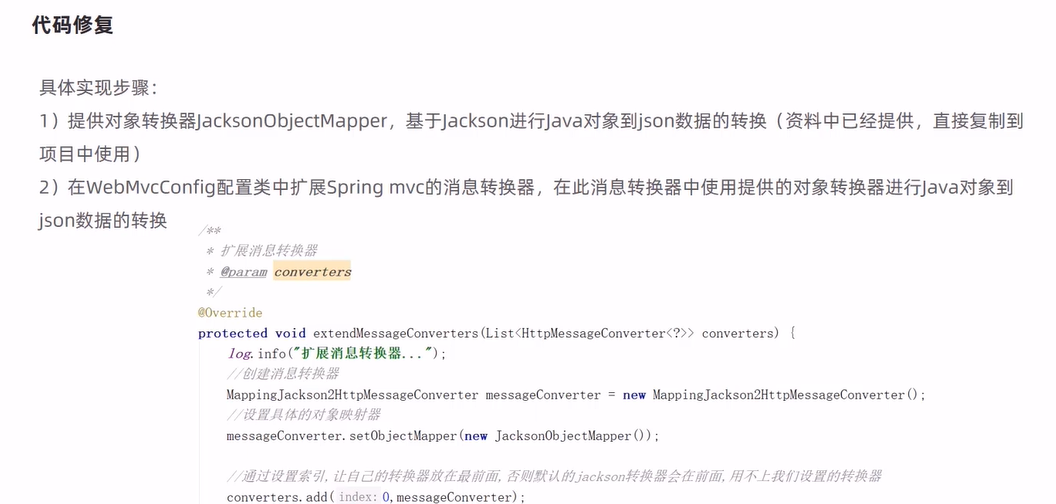 代码修复
具体实现步骤：
1）提供对象转换器JacksonObjectMapper，基于Jackson进行Java对象到json数据的转换（资料中已经提供，直接复制到
项目中使用）
2）在WebMvcConfig配置类中扩展Spring mvc的消息转换器，在此消息转换器中使用提供的对象转换器进行Java对象到
json数据的转换
/**
* 扩展消息转换器
* @param converters
*/
@Override
protected void extendMessageConverters(List<HttpMessageConverter<?>> converters) {
log.info("扩展消息转换器...");
//创建消息转换器
MappingJackson2HttpMessageConverter messageConverter = new MappingJackson2HttpMessageConverter();
//设置具体的对象映射器
messageConverter.setObjectMapper(new JacksonObjectMapper());
//通过设置索引,让自己的转换器放在最前面,否则默认的jackson转换器会在前面,用不上我们设置的转换器
converters.add( index: 0,messageConverter);